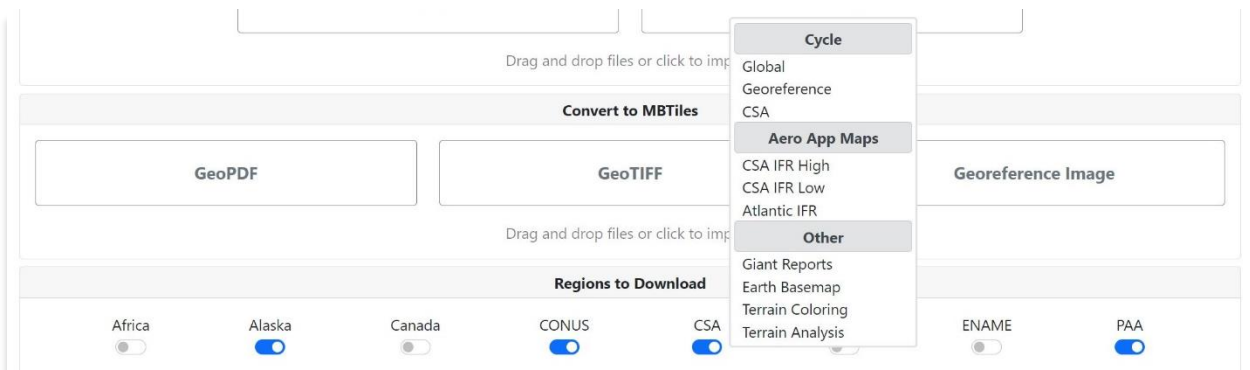 Drag and drop files or click to imp
Cycle
Global
Georeference
CSA
Convert to MBTiles
Aero App Maps
CSA IFR High
CSA IFR Low
Atlantic IFR
GeoPDF
GeoTIFF
Georeference Image
Drag and drop files or click to imp
Other
Giant Reports
Earth Basemap
Terrain Coloring
Terrain Analysis
Regions to Download
Africa Alaska Canada CONUS CSA ENAME PAA